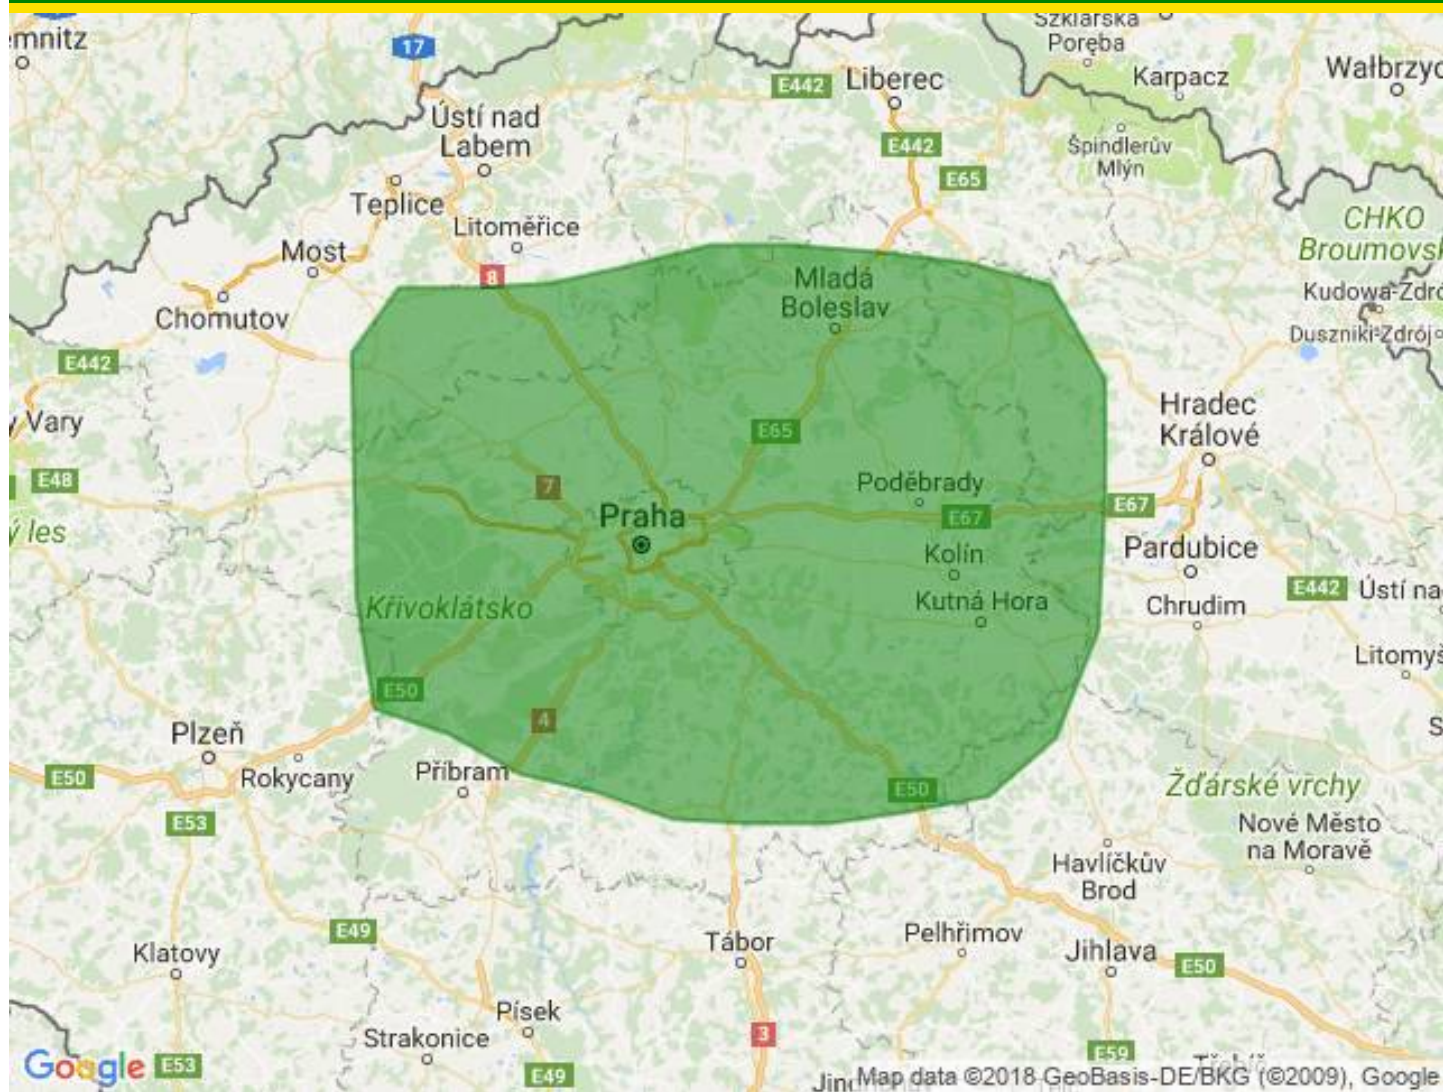 Szklarska
Poręba
emnitz
17
Karpacz
Wałbrzyc
E442
Liberec
Ústí nad
Labem
E442
Špindlerův
Mlýn
E65
Teplice
Litoměřice
CHKO
Broumovsk
Most
8
Mladá
Boleslav
Kudowa-Zdró
Chomutov
Duszniki-Zdrój
E442
Hradec
Králové
y Vary
E65
E48
7
Poděbrady
E67
E67
Praha
ý les
Kolín
Pardubice
E442
Ústí na
Křivoklátsko
Kutná Hora
Chrudim
Litomyš
E50
4
S
Plzeň
E50
Rokycany
Příbram
E50
Žďárské vrchy
E53
Nové Město
na Moravě
Havlíčkův
Brod
E49
Klatovy
Tábor
Pelhřimov
Jihlava
E50
Písek
Strakonice
3
Google
E53
E49
E59
Jind
Map data ©2018 GeoBasis-DE/BKG (©2009), Google